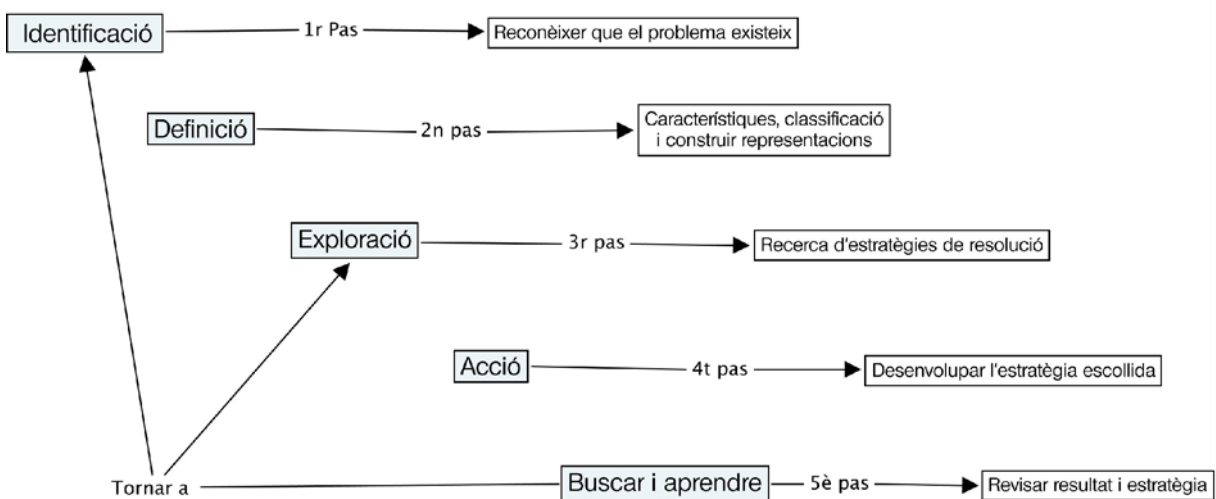 Identificació
1r Pas
Reconèixer que el problema existeix
Definició
2n pas
Característiques, classificació
i construir representacions
Exploració
3r pas
Recerca d'estratègies de resolució
Acció
4t pas
Desenvolupar l'estratègia escollida
Tornar a
Buscar i aprendre
5è pas
Revisar resultat i estratègia